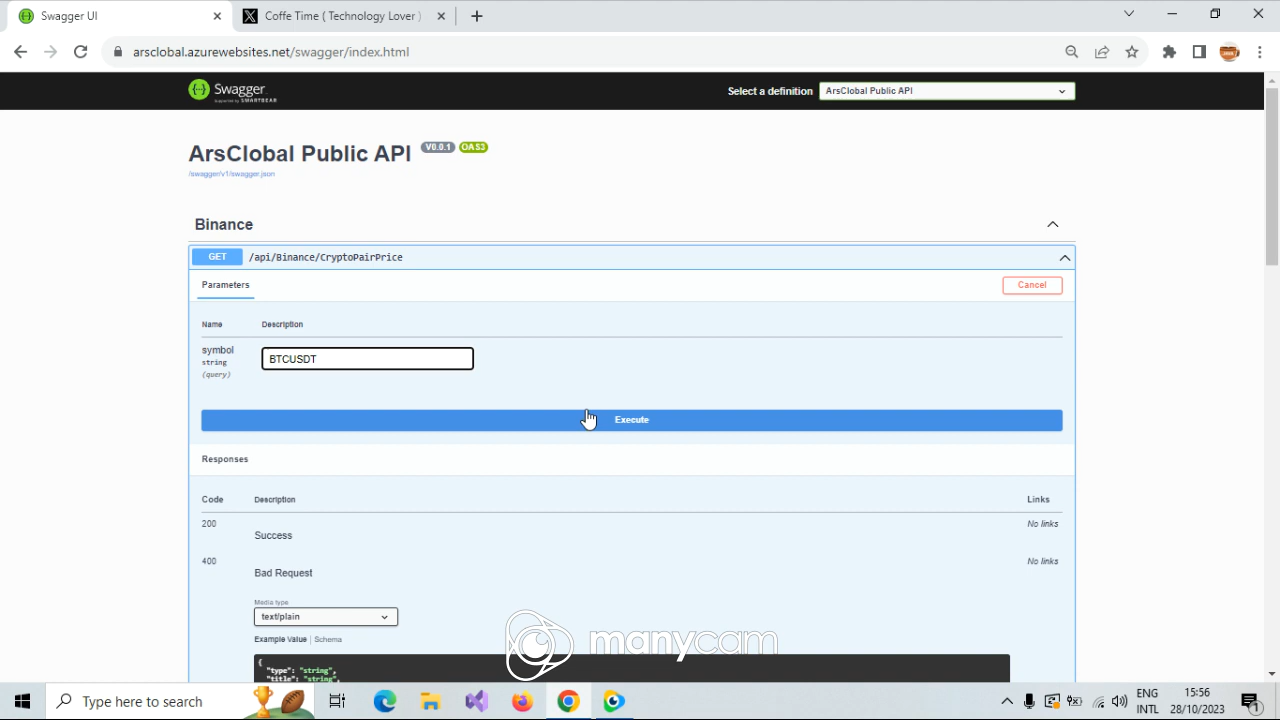 Swagger UI
Coffe Time ( Technology Lover )
arsclobal.azurewebsites.net/swagger/index.html
Swagger
Supported by SMARTBEAR
Select a definition
ArsClobal Public API
ArsClobal Public API
V0.0.1
OAS3
/swagger/v1/swagger.json
Binance
GET
/api/Binance/CryptoPairPrice
Parameters
Cancel
Name
Description
symbol
string
(query)
BTCUSDT
Execute
Responses
Code
Description
Links
200
Success
No links
400
Bad Request
No links
Media type
text/plain
Example Value | Schema
{
"type": "string",
"title": "string",
manycam
Type here to search
ENG
INTL
15:56
28/10/2023
1